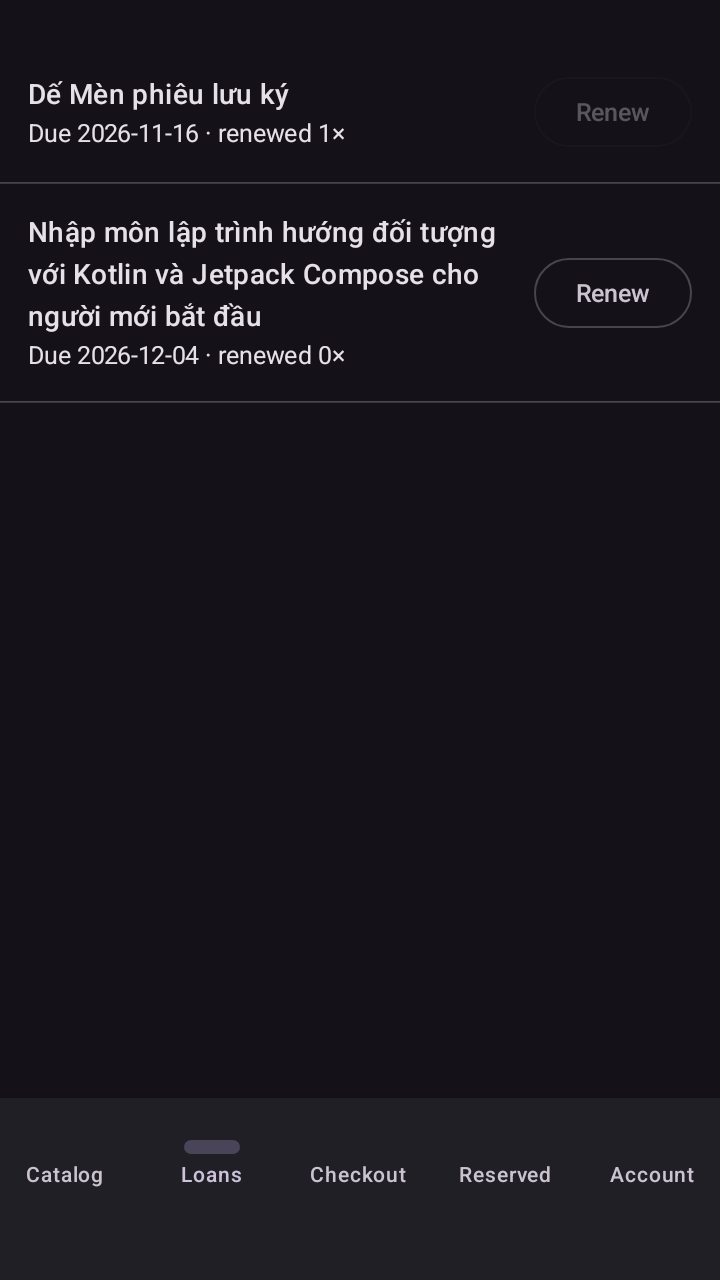 Dế Mèn phiêu lưu ký
Due 2026-11-16 · renewed 1×
Renew
Nhập môn lập trình hướng đối tượng
với Kotlin và Jetpack Compose cho
người mới bắt đầu
Due 2026-12-04 · renewed 0×
Renew
Catalog
Loans
Checkout
Reserved
Account